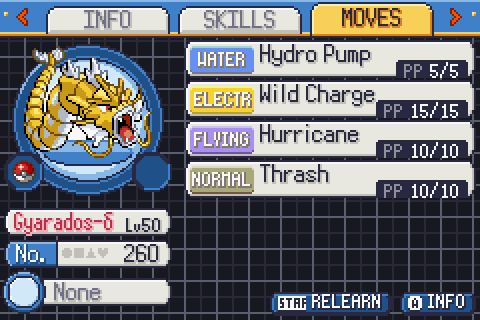 INFO SKILLS MOVES
WATER Hydro Pump
PP 5/5
ELECTR Wild Charge
PP 15/15
FLYING Hurricane
PP 10/10
NORMAL Thrash
PP 10/10
Gyarados-δ Lv50
No. 260
None
START RELEARN A INFO